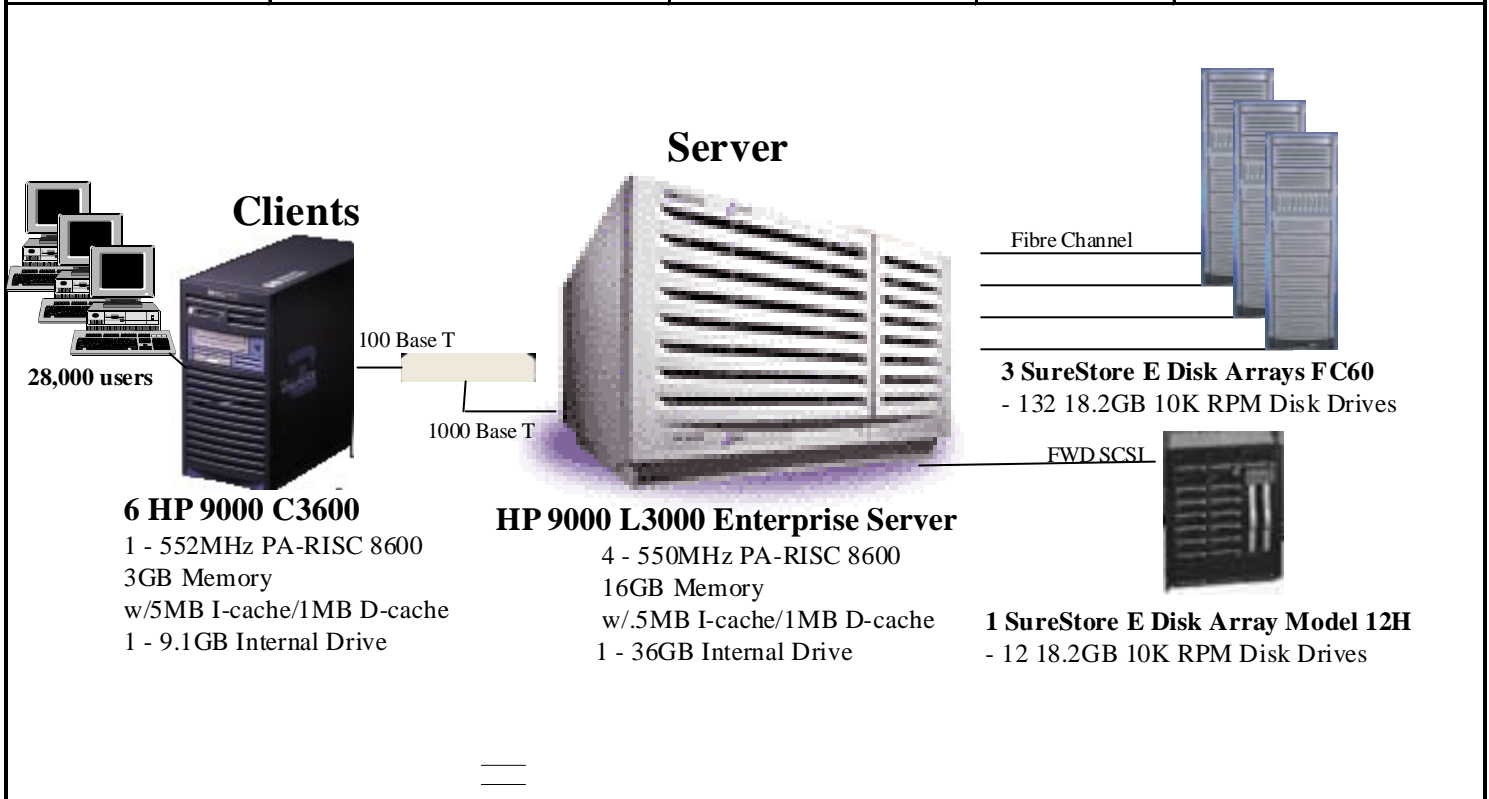 Server
Clients
Fibre Channel
100 Base T
28,000 users
1000 Base T
3 SureStore E Disk Arrays FC60
- 132 18.2GB 10K RPM Disk Drives
FWD SCSI
6 HP 9000 C3600
1 - 552MHz PA-RISC 8600
3GB Memory
w/5MB I-cache/1MB D-cache
1 - 9.1GB Internal Drive
HP 9000 L3000 Enterprise Server
4 - 550MHz PA-RISC 8600
16GB Memory
w/.5MB I-cache/1MB D-cache
1 - 36GB Internal Drive
1 SureStore E Disk Array Model 12H
- 12 18.2GB 10K RPM Disk Drives